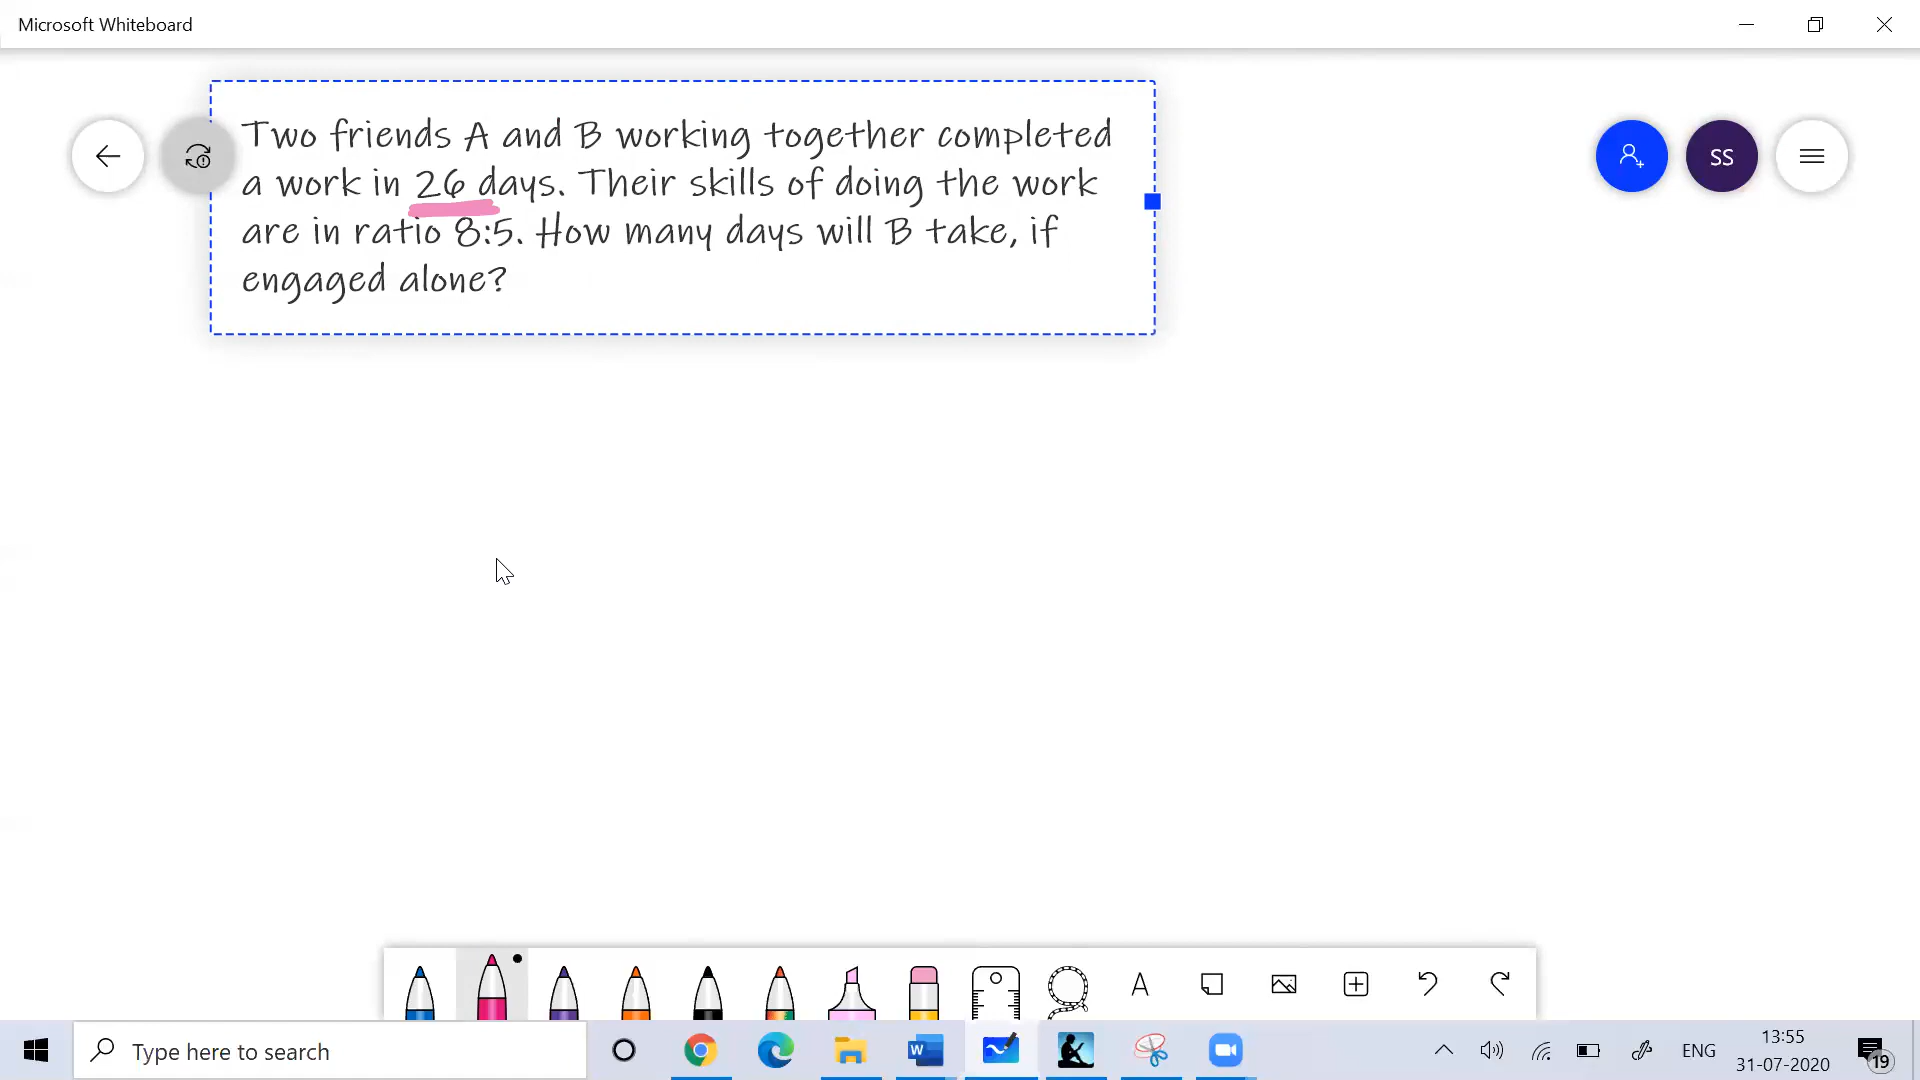 Microsoft Whiteboard
Two friends A and B working together completed
a work in 26 days. Their skills of doing the work
are in ratio 8:5. How many days will B take, if
engaged alone?
SS
A
W
Type here to search
ENG
13:55
31-07-2020
19